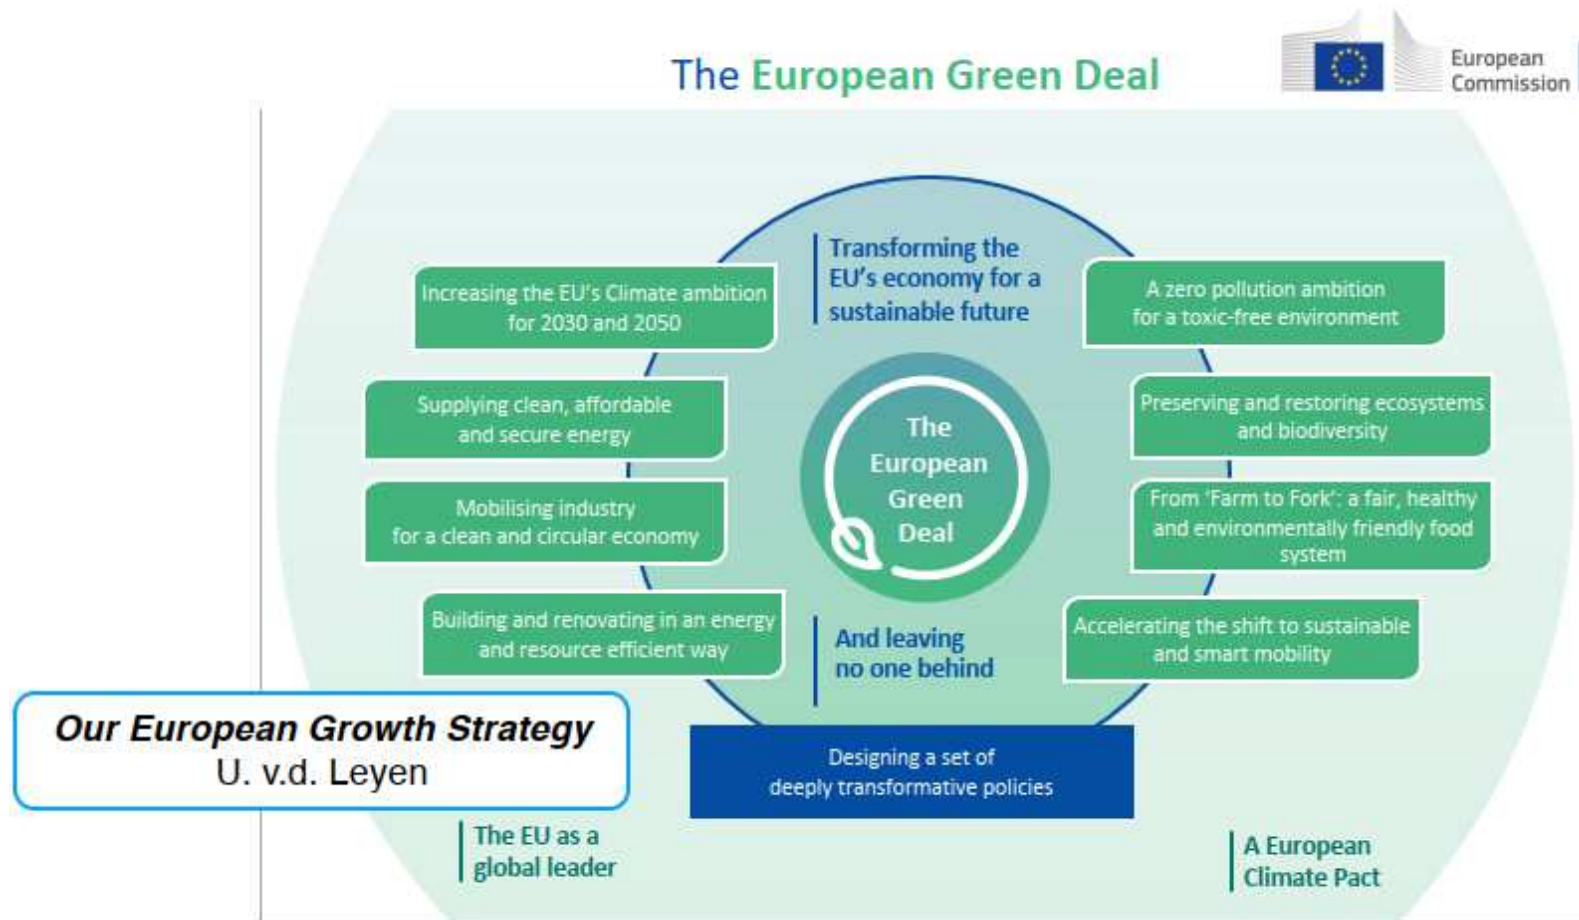 The European Green Deal
European
Commission
Transforming the
EU's economy for a
sustainable future
Increasing the EU's Climate ambition
for 2030 and 2050
Supplying clean, affordable
and secure energy
Mobilising industry
for a clean and circular economy
Building and renovating in an energy
and resource efficient way
The
European
Green
Deal
A zero pollution ambition
for a toxic-free environment
Preserving and restoring ecosystems
and biodiversity
From 'Farm to Fork': a fair, healthy
and environmentally friendly food
system
Accelerating the shift to sustainable
and smart mobility
And leaving
no one behind
Our European Growth Strategy
U. v.d. Leyen
Designing a set of
deeply transformative policies
The EU as a
global leader
A European
Climate Pact